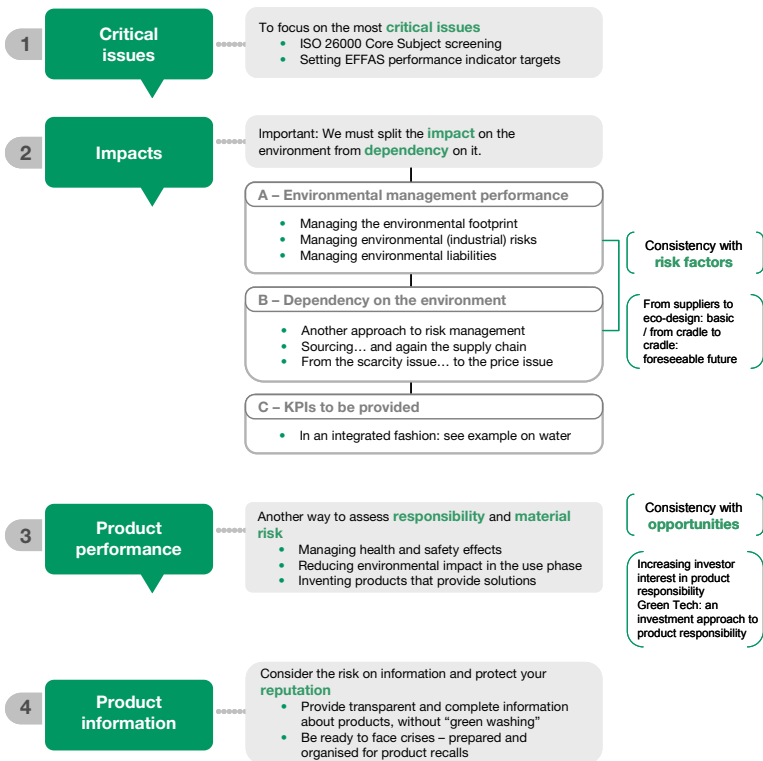 1
Critical
issues
To focus on the most critical issues
• ISO 26000 Core Subject screening
• Setting EFFAS performance indicator targets
2
Impacts
Important: We must split the impact on the
environment from dependency on it.
A – Environmental management performance
• Managing the environmental footprint
• Managing environmental (industrial) risks
• Managing environmental liabilities
B – Dependency on the environment
• Another approach to risk management
• Sourcing… and again the supply chain
• From the scarcity issue… to the price issue
C – KPIs to be provided
• In an integrated fashion: see example on water
Consistency with
risk factors
From suppliers to
eco-design: basic
/ from cradle to
cradle:
foreseeable future
3
Product
performance
Another way to assess responsibility and material
risk
• Managing health and safety effects
• Reducing environmental impact in the use phase
• Inventing products that provide solutions
Consistency with
opportunities
Increasing investor
interest in product
responsibility
Green Tech: an
investment approach to
product responsibility
4
Product
information
Consider the risk on information and protect your
reputation
• Provide transparent and complete information
about products, without “green washing”
• Be ready to face crises – prepared and
organised for product recalls